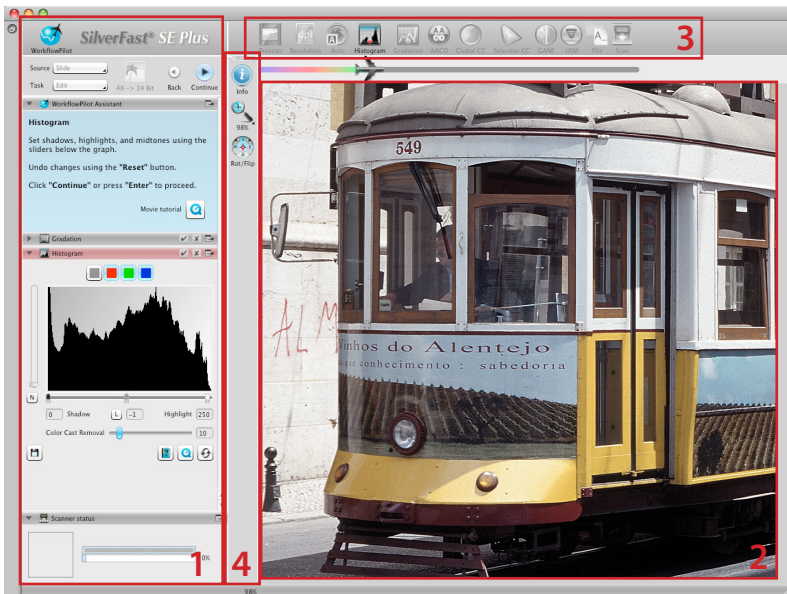 SilverFast® SE Plus
WorkflowPilot
Source Slide
Task Edit
48 -> 24 Bit
Back
Continue
WorkflowPilot Assistant
Histogram
Set shadows, highlights, and midtones using the
sliders below the graph.
Undo changes using the "Reset" button.
Click "Continue" or press "Enter" to proceed.
Movie tutorial
Gradation
Histogram
N
0 Shadow L -1 Highlight 250
Color Cast Removal 10
Scanner status
0%
1
Prescan Resolution Auto Histogram Gradation AACO Global CC Selective CC GANE USM File Scan
3
Info
98%
Rot/Flip
4
549
AL M
Vinhos do Alentejo
conhecimento : sabedoria
2
98%